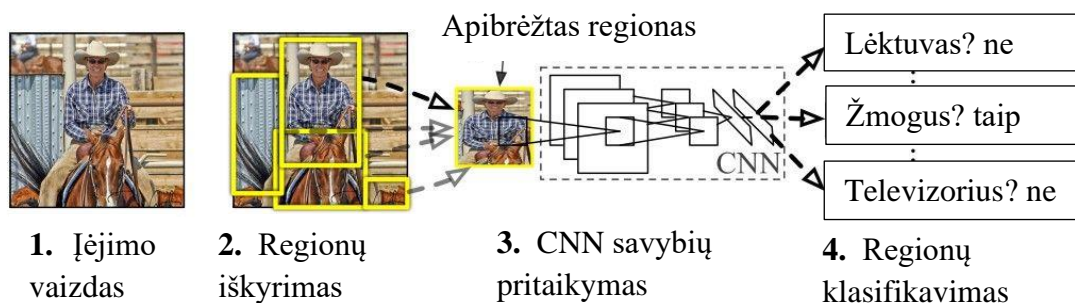 Apibrėžtas regionas
Lėktuvas? ne
Žmogus? taip
CNN
Televizorius? ne
1. Įėjimo
vaizdas
2. Regionų
iškyrimas
3. CNN savybių
pritaikymas
4. Regionų
klasifikavimas